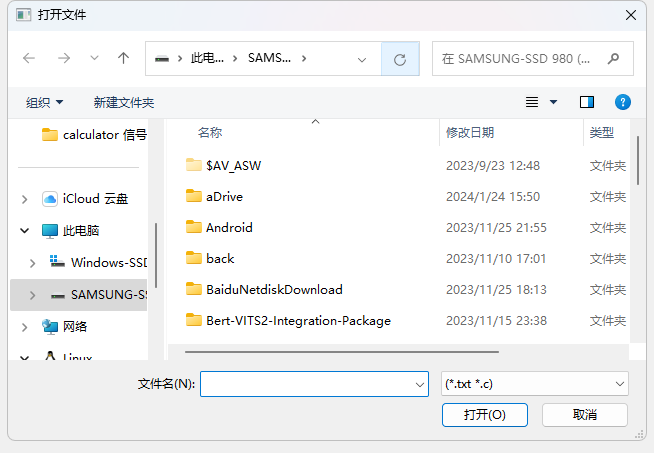 打开文件
此电... SAMS...
在 SAMSUNG-SSD 980 (...
组织 新建文件夹
calculator 信号
iCloud 云盘
此电脑
Windows-SSD
SAMSUNG-SS
网络
Linux
名称 修改日期 类型
$AV_ASW 2023/9/23 12:48 文件夹
aDrive 2024/1/24 15:50 文件夹
Android 2023/11/25 21:55 文件夹
back 2023/11/10 17:01 文件夹
BaiduNetdiskDownload 2023/11/25 18:13 文件夹
Bert-VITS2-Integration-Package 2023/11/15 23:38 文件夹
文件名(N):
(*.txt *.c)
打开(O) 取消